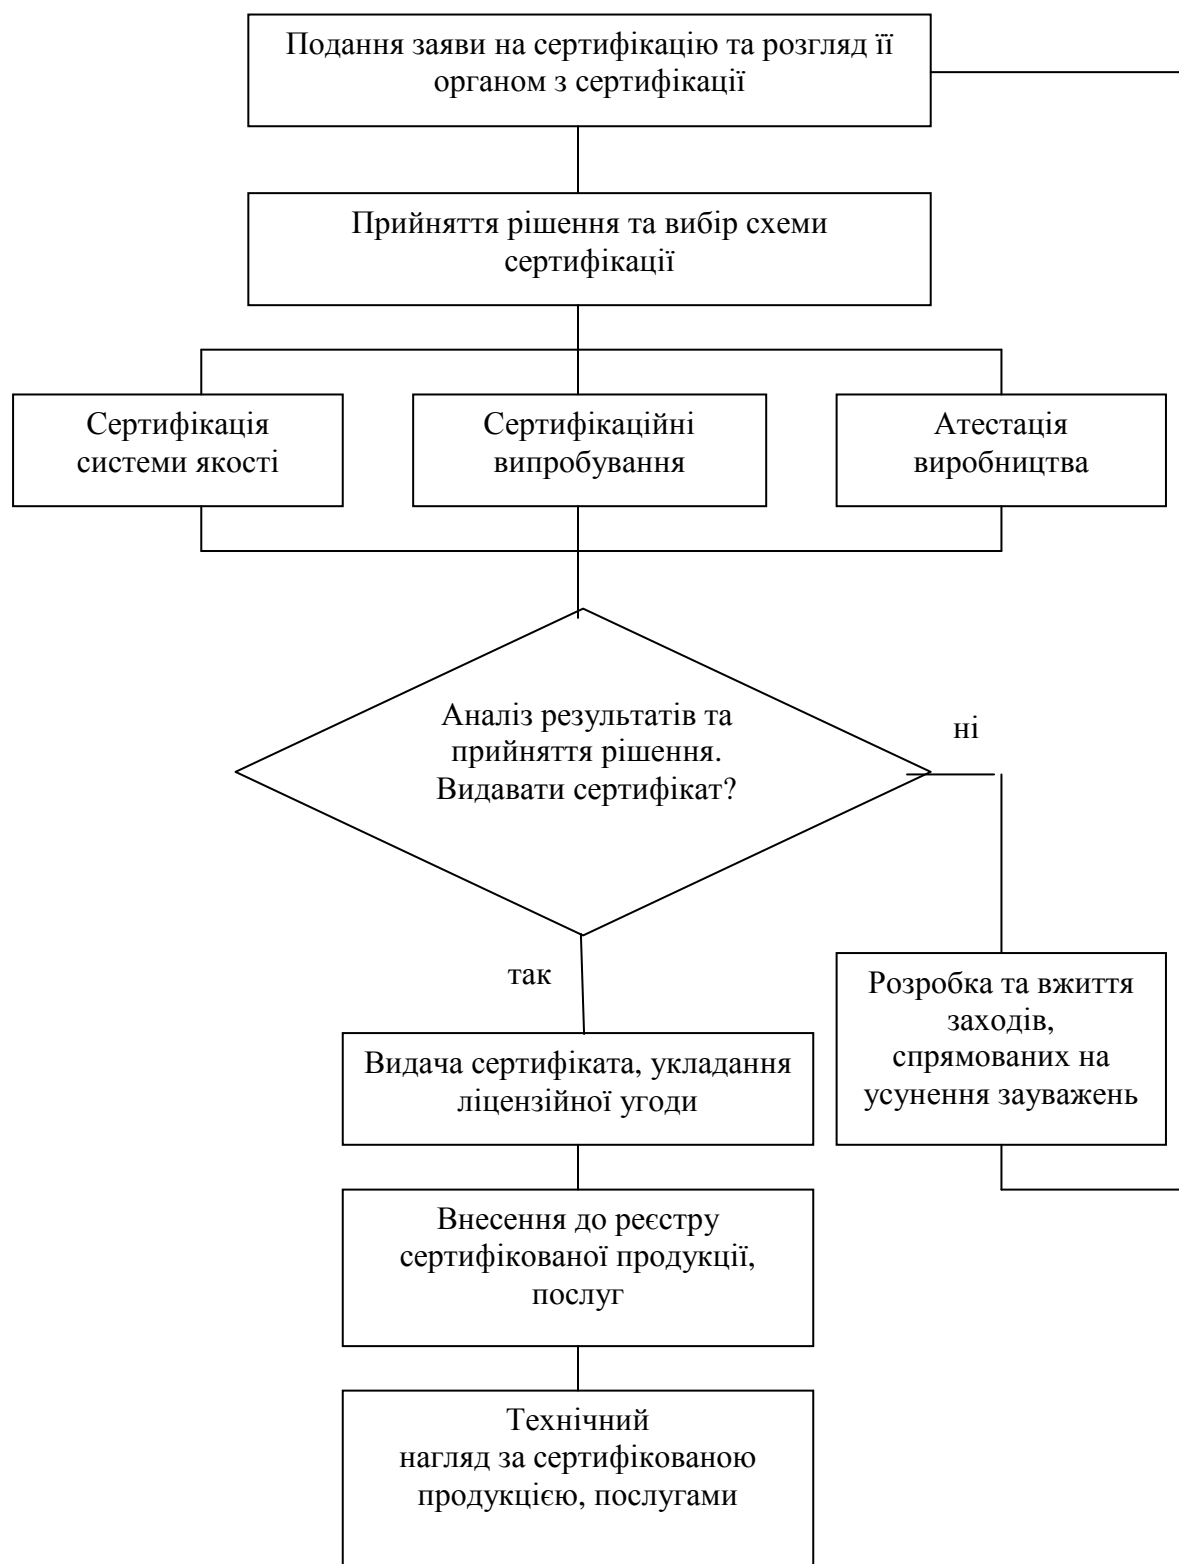 Подання заяви на сертифікацію та розгляд її
органом з сертифікації
Прийняття рішення та вибір схеми
сертифікації
Сертифікація
системи якості
Сертифікаційні
випробування
Атестація
виробництва
Аналіз результатів та
прийняття рішення.
Видавати сертифікат?
ні
так
Розробка та вжиття
заходів,
спрямованих на
усунення зауважень
Видача сертифіката, укладання
ліцензійної угоди
Внесення до реєстру
сертифікованої продукції,
послуг
Технічний
нагляд за сертифікованою
продукцією, послугами